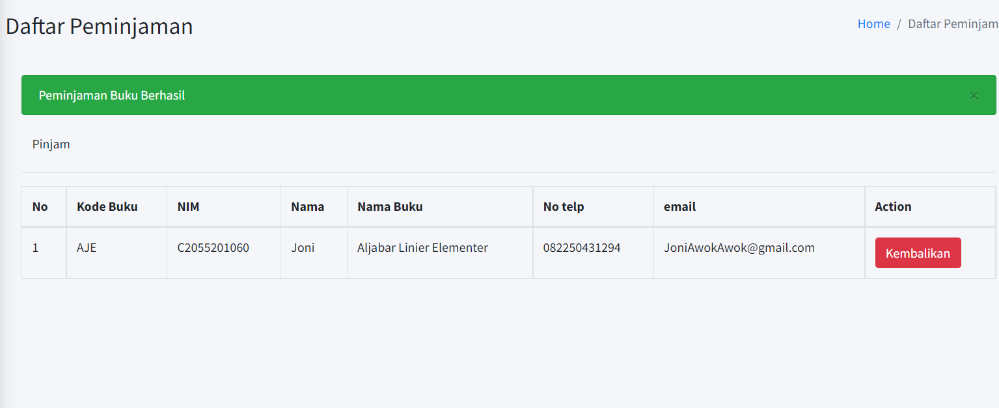 Daftar Peminjaman
Home / Daftar Peminjam
Peminjaman Buku Berhasil ×
Pinjam
No Kode Buku NIM Nama Nama Buku No telp email Action
1 AJE C2055201060 Joni Aljabar Linier Elementer 082250431294 JoniAwokAwok@gmail.com Kembalikan